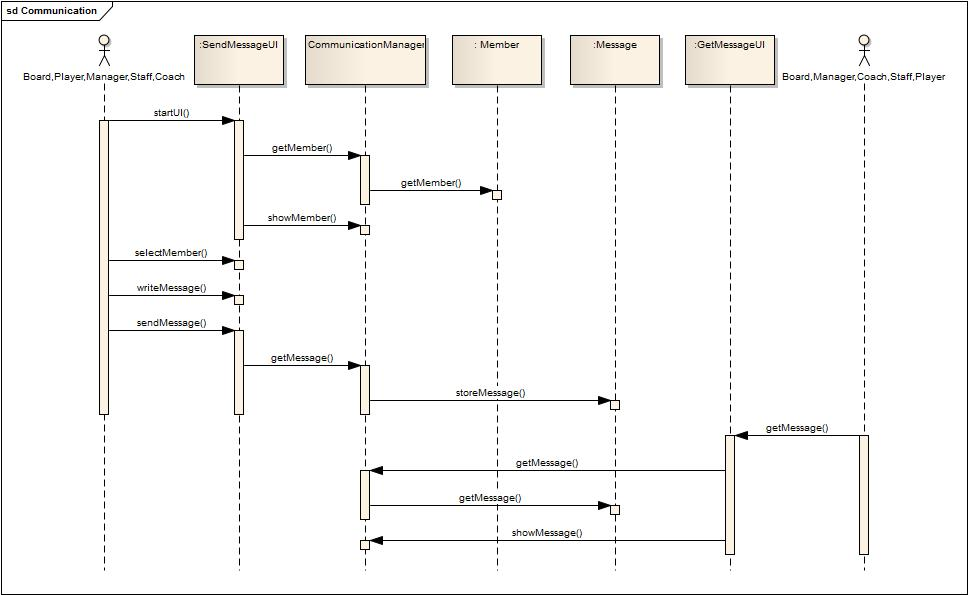 sd Communication
Board,Player,Manager,Staff,Coach
:SendMessageUI
CommunicationManager
: Member
:Message
:GetMessageUI
Board,Manager,Coach,Staff,Player
startUI()
getMember()
getMember()
showMember()
selectMember()
writeMessage()
sendMessage()
getMessage()
storeMessage()
getMessage()
getMessage()
getMessage()
showMessage()